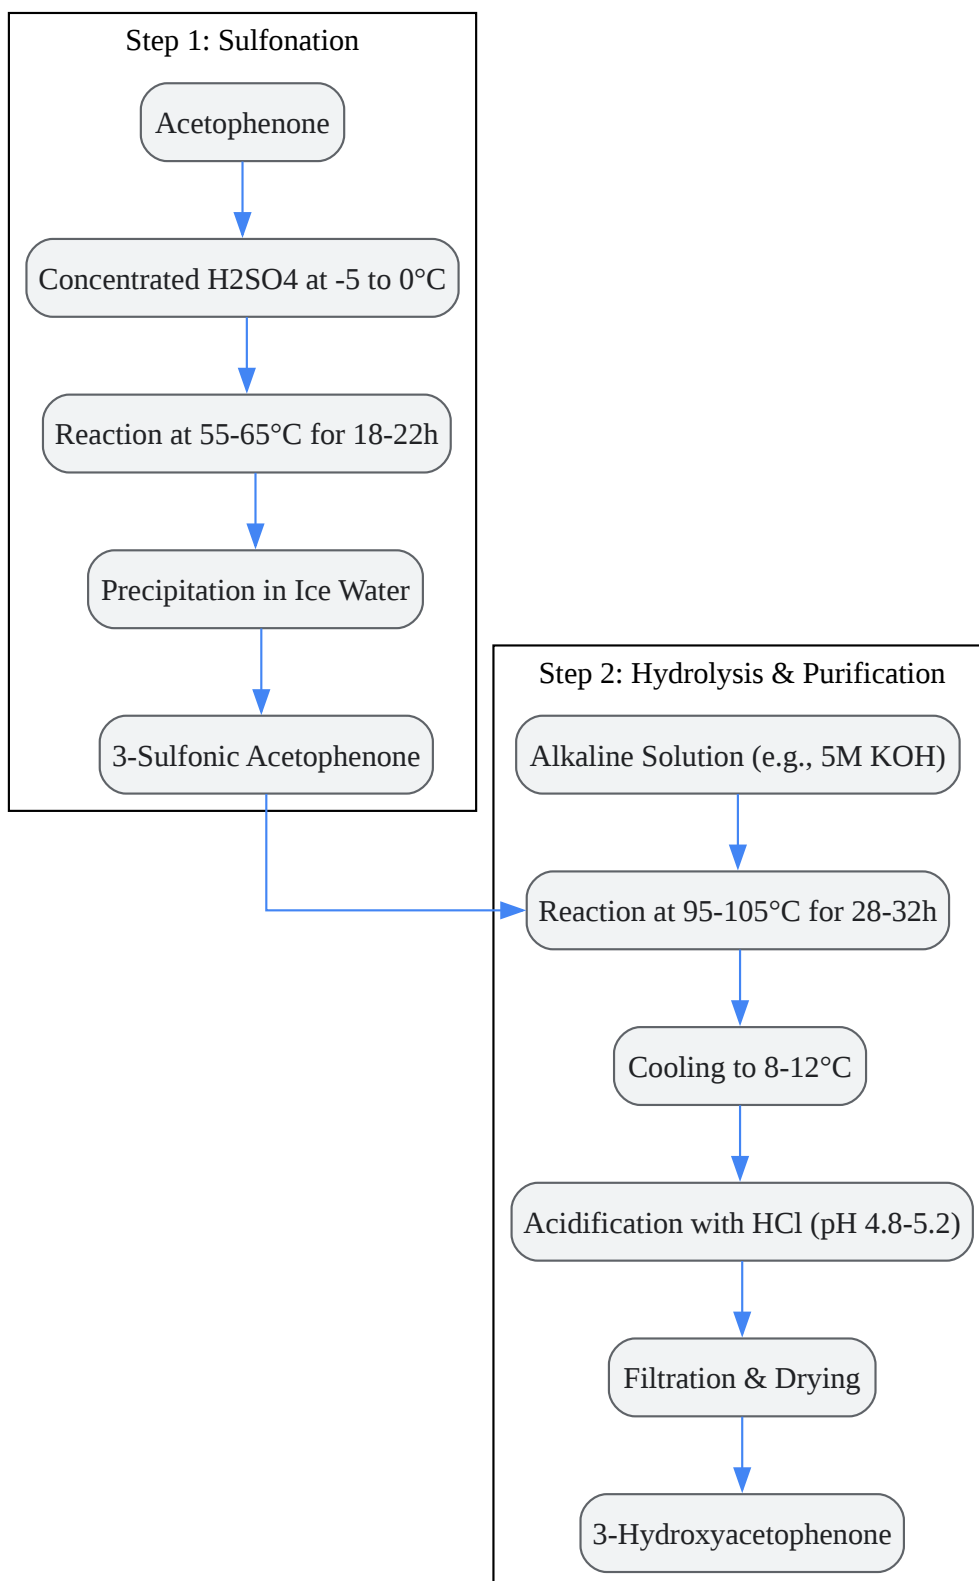 Step 1: Sulfonation
Acetophenone
Concentrated H2SO4 at -5 to 0°C
Reaction at 55-65°C for 18-22h
Precipitation in Ice Water
3-Sulfonic Acetophenone
Step 2: Hydrolysis & Purification
Alkaline Solution (e.g., 5M KOH)
Reaction at 95-105°C for 28-32h
Cooling to 8-12°C
Acidification with HCl (pH 4.8-5.2)
Filtration & Drying
3-Hydroxyacetophenone